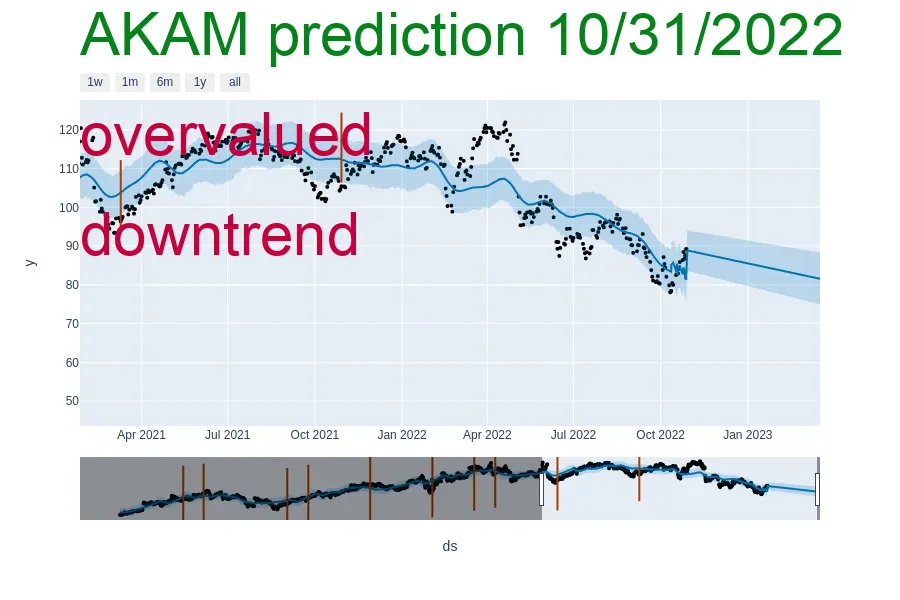 AKAM prediction 10/31/2022
1w 1m 6m 1y all
overvalued
downtrend
120
110
100
90
80
70
60
50
y
Apr 2021 Jul 2021 Oct 2021 Jan 2022 Apr 2022 Jul 2022 Oct 2022 Jan 2023
ds